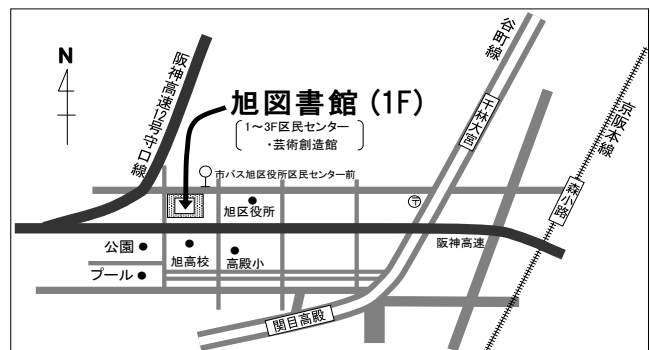 N
阪神高速12号守口線
旭図書館(1F)
1～3F区民センター
・芸術創造館
谷町線
千林大宮
京阪本線
森小路
市バス旭区役所区民センター前
旭区役所
〒
公園
旭高校
高殿小
阪神高速
プール
関目高殿